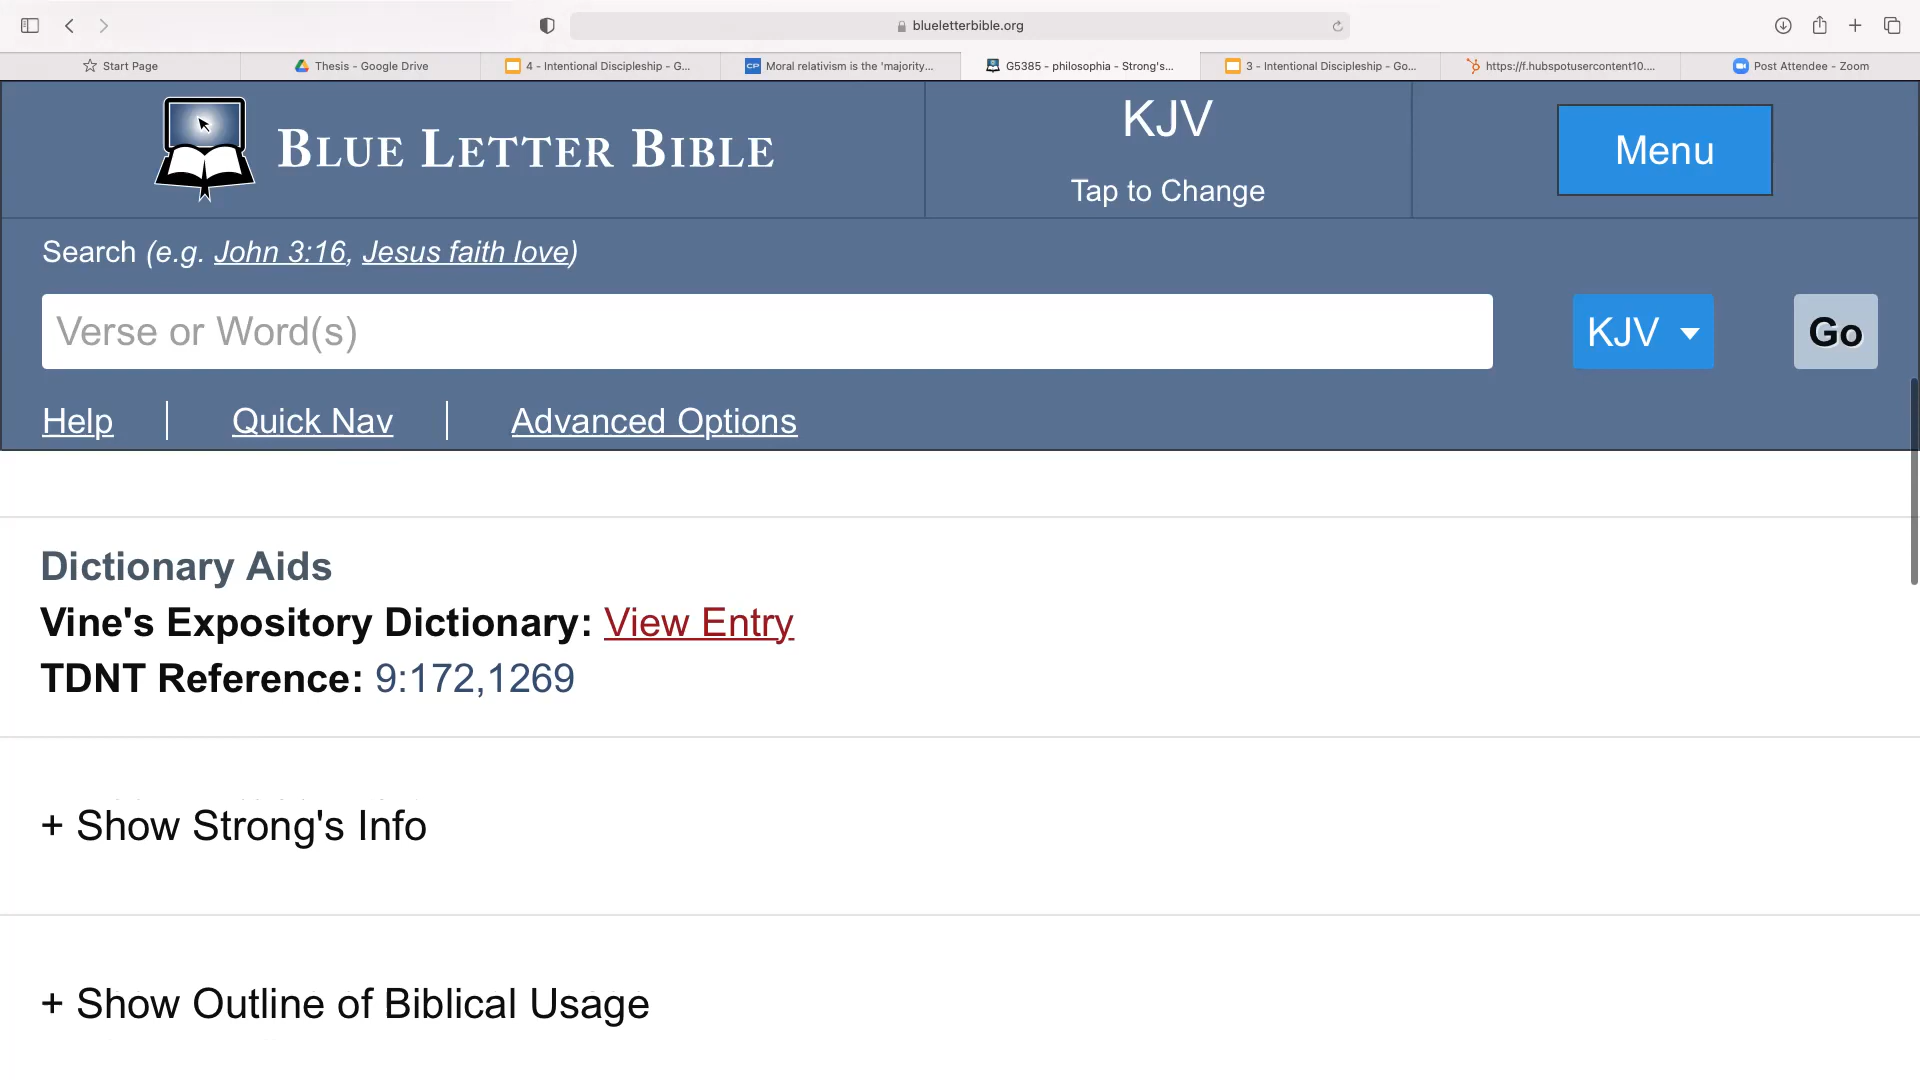 blueletterbible.org
Start Page
Thesis - Google Drive
4 - Intentional Discipleship - G...
CP
Moral relativism is the 'majority...
G5385 - philosophia - Strong's...
3 - Intentional Discipleship - Go...
https://f.hubspotusercontent10....
Post Attendee - Zoom
BLUE LETTER BIBLE
KJV
Tap to Change
Menu
Search (e.g. John 3:16, Jesus faith love)
Verse or Word(s)
KJV
Go
Help
Quick Nav
Advanced Options
Dictionary Aids
Vine's Expository Dictionary: View Entry
TDNT Reference: 9:172,1269
+ Show Strong's Info
+ Show Outline of Biblical Usage